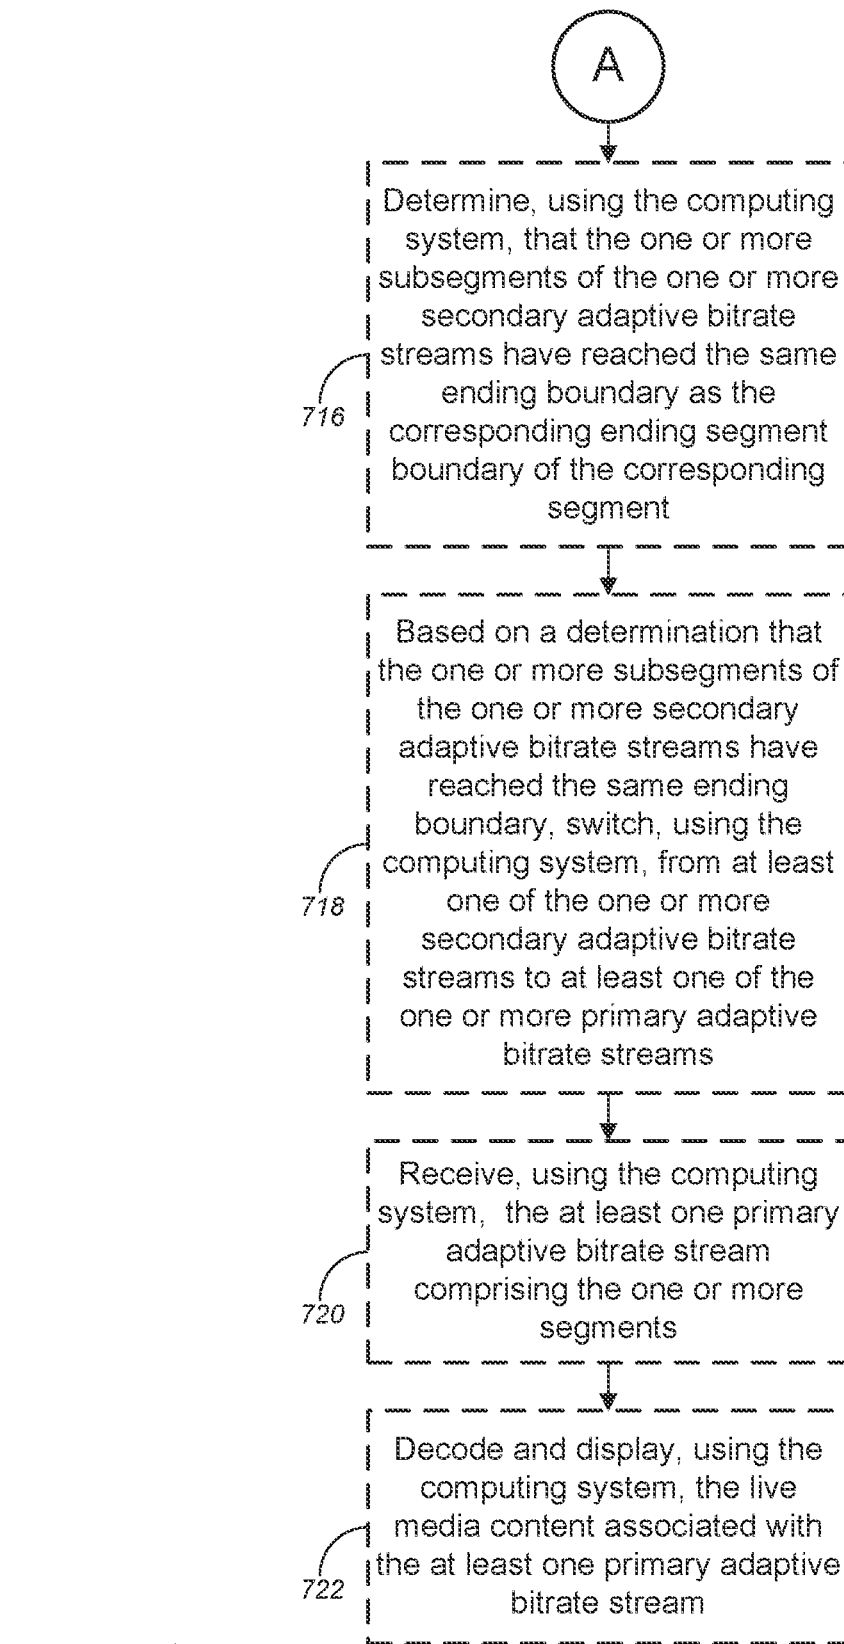 A
Determine, using the computing
system, that the one or more
subsegments of the one or more
secondary adaptive bitrate
streams have reached the same
ending boundary as the
corresponding ending segment
boundary of the corresponding
segment
716
Based on a determination that
the one or more subsegments of
the one or more secondary
adaptive bitrate streams have
reached the same ending
boundary, switch, using the
computing system, from at least
one of the one or more
secondary adaptive bitrate
streams to at least one of the
one or more primary adaptive
bitrate streams
718
Receive, using the computing
system,  the at least one primary
adaptive bitrate stream
comprising the one or more
segments
720
Decode and display, using the
computing system, the live
media content associated with
the at least one primary adaptive
bitrate stream
722